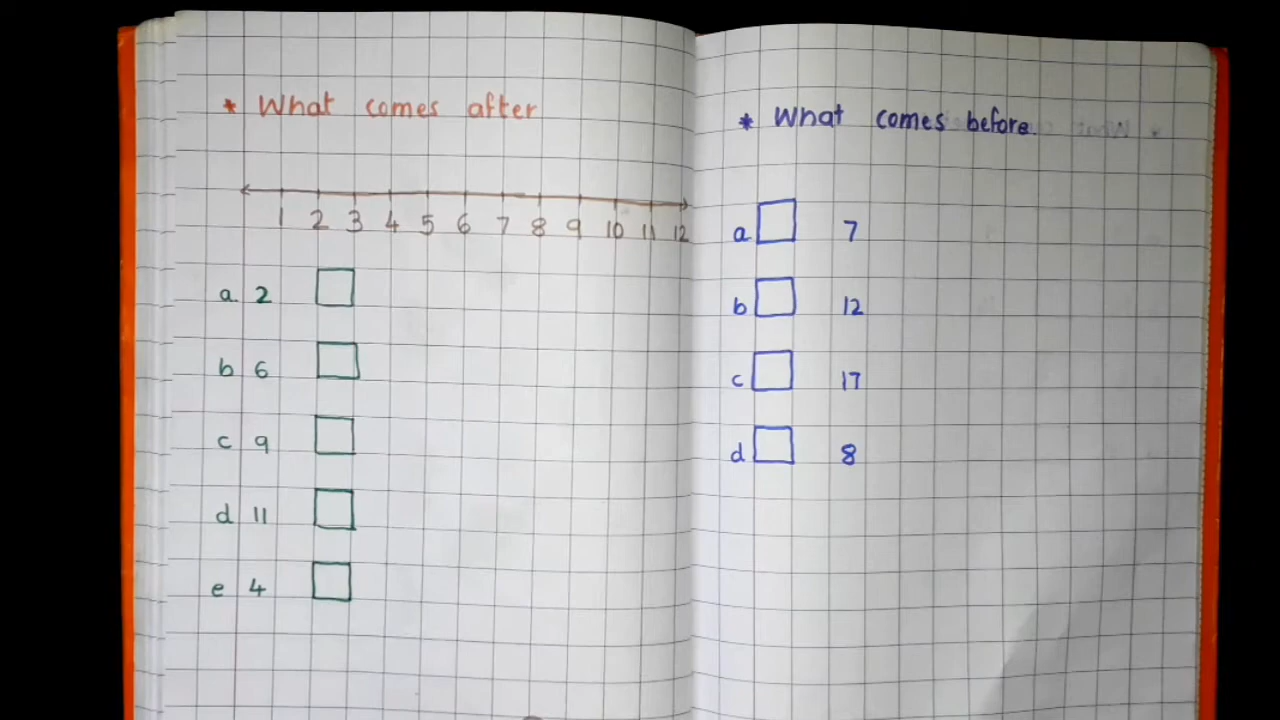 * What comes after
1 2 3 4 5 6 7 8 9 10 11 12
a. 2
b 6
c 9
d 11
e 4
* What comes before.
a 7
b 12
c 17
d 8